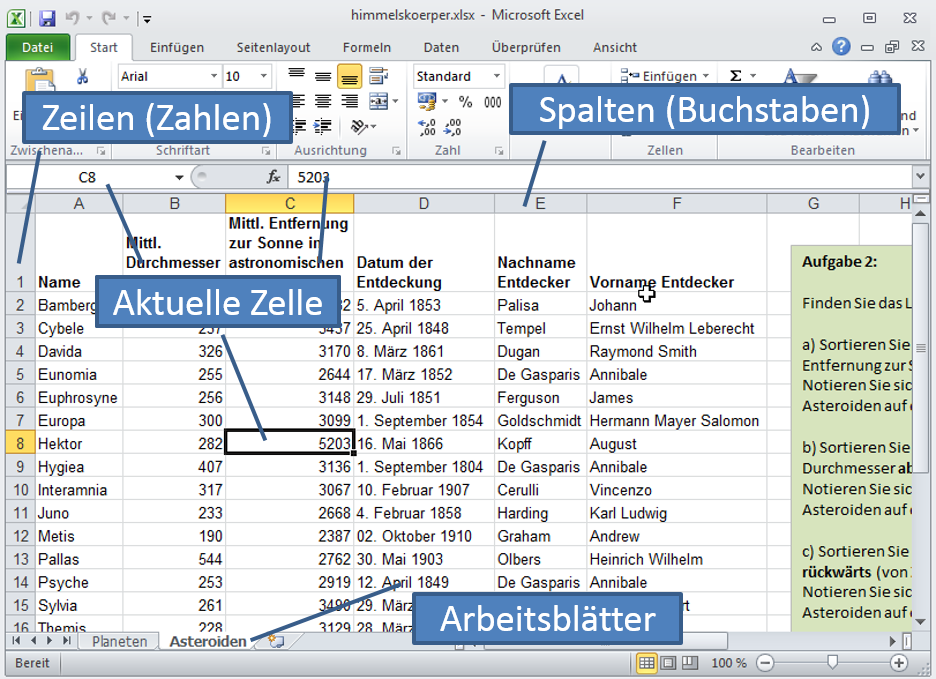 himmelskoerper.xlsx - Microsoft Excel
Datei Start Einfügen Seitenlayout Formeln Daten Überprüfen Ansicht
Arial 10 Standard Einfügen Σ
% 000
,00 ,00
Zeilen (Zahlen)
Spalten (Buchstaben)
Zwischena... Schriftart Ausrichtung Zahl Zellen Bearbeiten
C8 fx 5203
A B C D E F G H
1 Name Mittl. Durchmesser Mittl. Entfernung zur Sonne in astronomischen Datum der Entdeckung Nachname Entdecker Vorname Entdecker
Aktuelle Zelle
2 5. April 1853 Palisa Johann
3 Cybele 237 3437 25. April 1848 Tempel Ernst Wilhelm Leberecht
4 Davida 326 3170 8. März 1861 Dugan Raymond Smith
5 Eunomia 255 2644 17. März 1852 De Gasparis Annibale
6 Euphrosyne 256 3148 29. Juli 1851 Ferguson James
7 Europa 300 3099 1. September 1854 Goldschmidt Hermann Mayer Salomon
8 Hektor 282 5203 16. Mai 1866 Kopff August
9 Hygiea 407 3136 1. September 1804 De Gasparis Annibale
10 Interamnia 317 3067 10. Februar 1907 Cerulli Vincenzo
11 Juno 233 2668 4. Februar 1858 Harding Karl Ludwig
12 Metis 190 2387 02. Oktober 1910 Graham Andrew
13 Pallas 544 2762 30. Mai 1903 Olbers Heinrich Wilhelm
14 Psyche 253 2919 12. April 1849 De Gasparis Annibale
15 Sylvia 261 3490 29. März
16 Themis 228 3129 28. März
Aufgabe 2:
Finden Sie das L
a) Sortieren Sie
Entfernung zur S
Notieren Sie sic
Asteroiden auf
b) Sortieren Sie
Durchmesser ab
Notieren Sie sic
Asteroiden auf
c) Sortieren Sie
rückwärts (von
Notieren Sie sic
Asteroiden auf
Arbeitsblätter
Planeten Asteroiden
Bereit 100 %